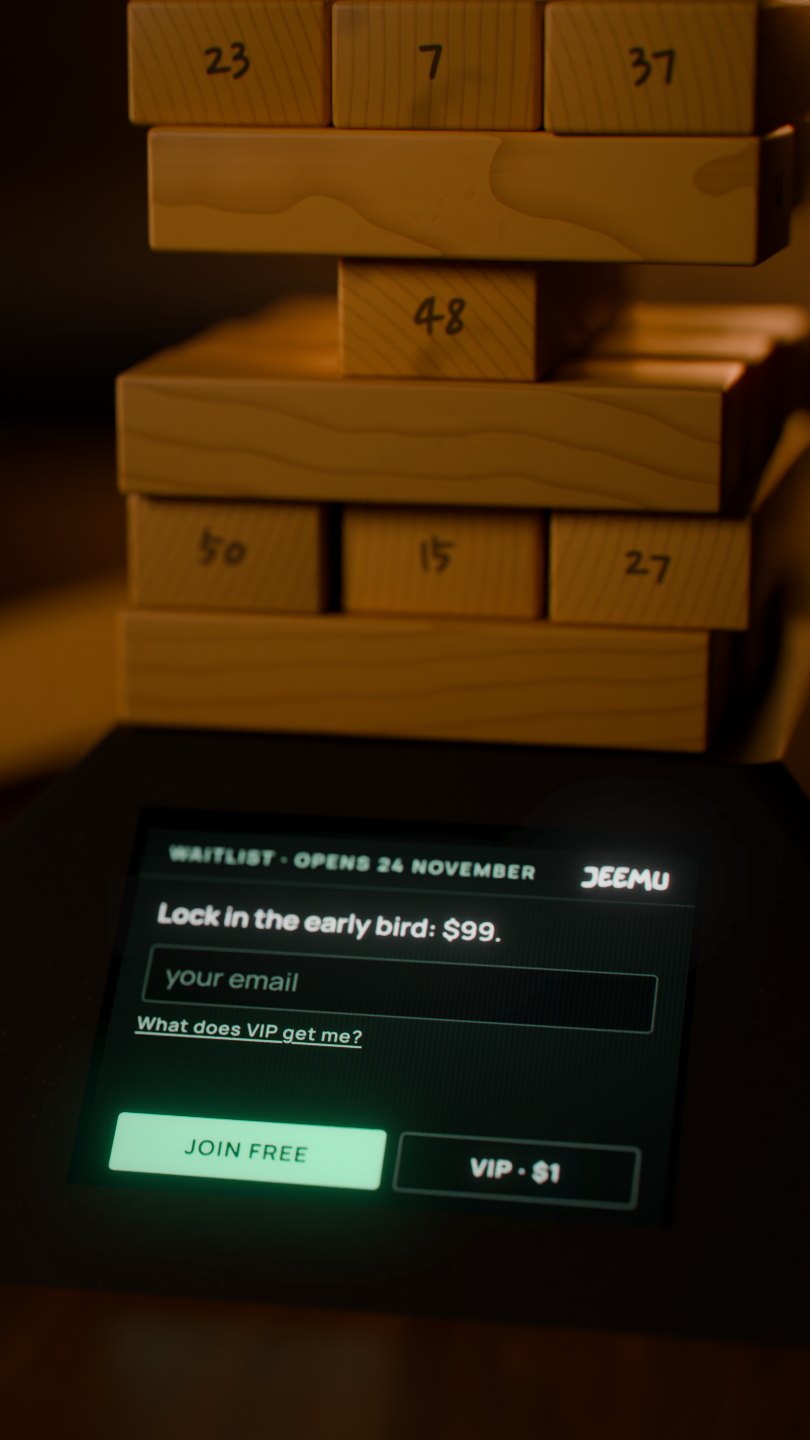 23 7 37
48
50 15 27
WAITLIST · OPENS 24 NOVEMBER JEEMU
Lock in the early bird: $99.
your email
What does VIP get me?
JOIN FREE VIP · $1